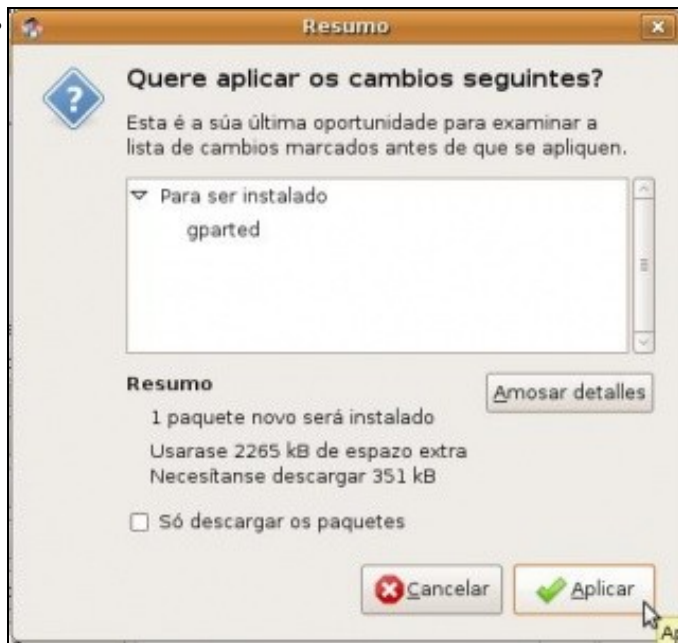 Resumo
Quere aplicar os cambios seguintes?
Esta é a súa última oportunidade para examinar a
lista de cambios marcados antes de que se apliquen.
Para ser instalado
gparted
Resumo
Amosar detalles
1 paquete novo será instalado
Usarase 2265 kB de espazo extra
Necesítanse descargar 351 kB
Só descargar os paquetes
Cancelar
Aplicar